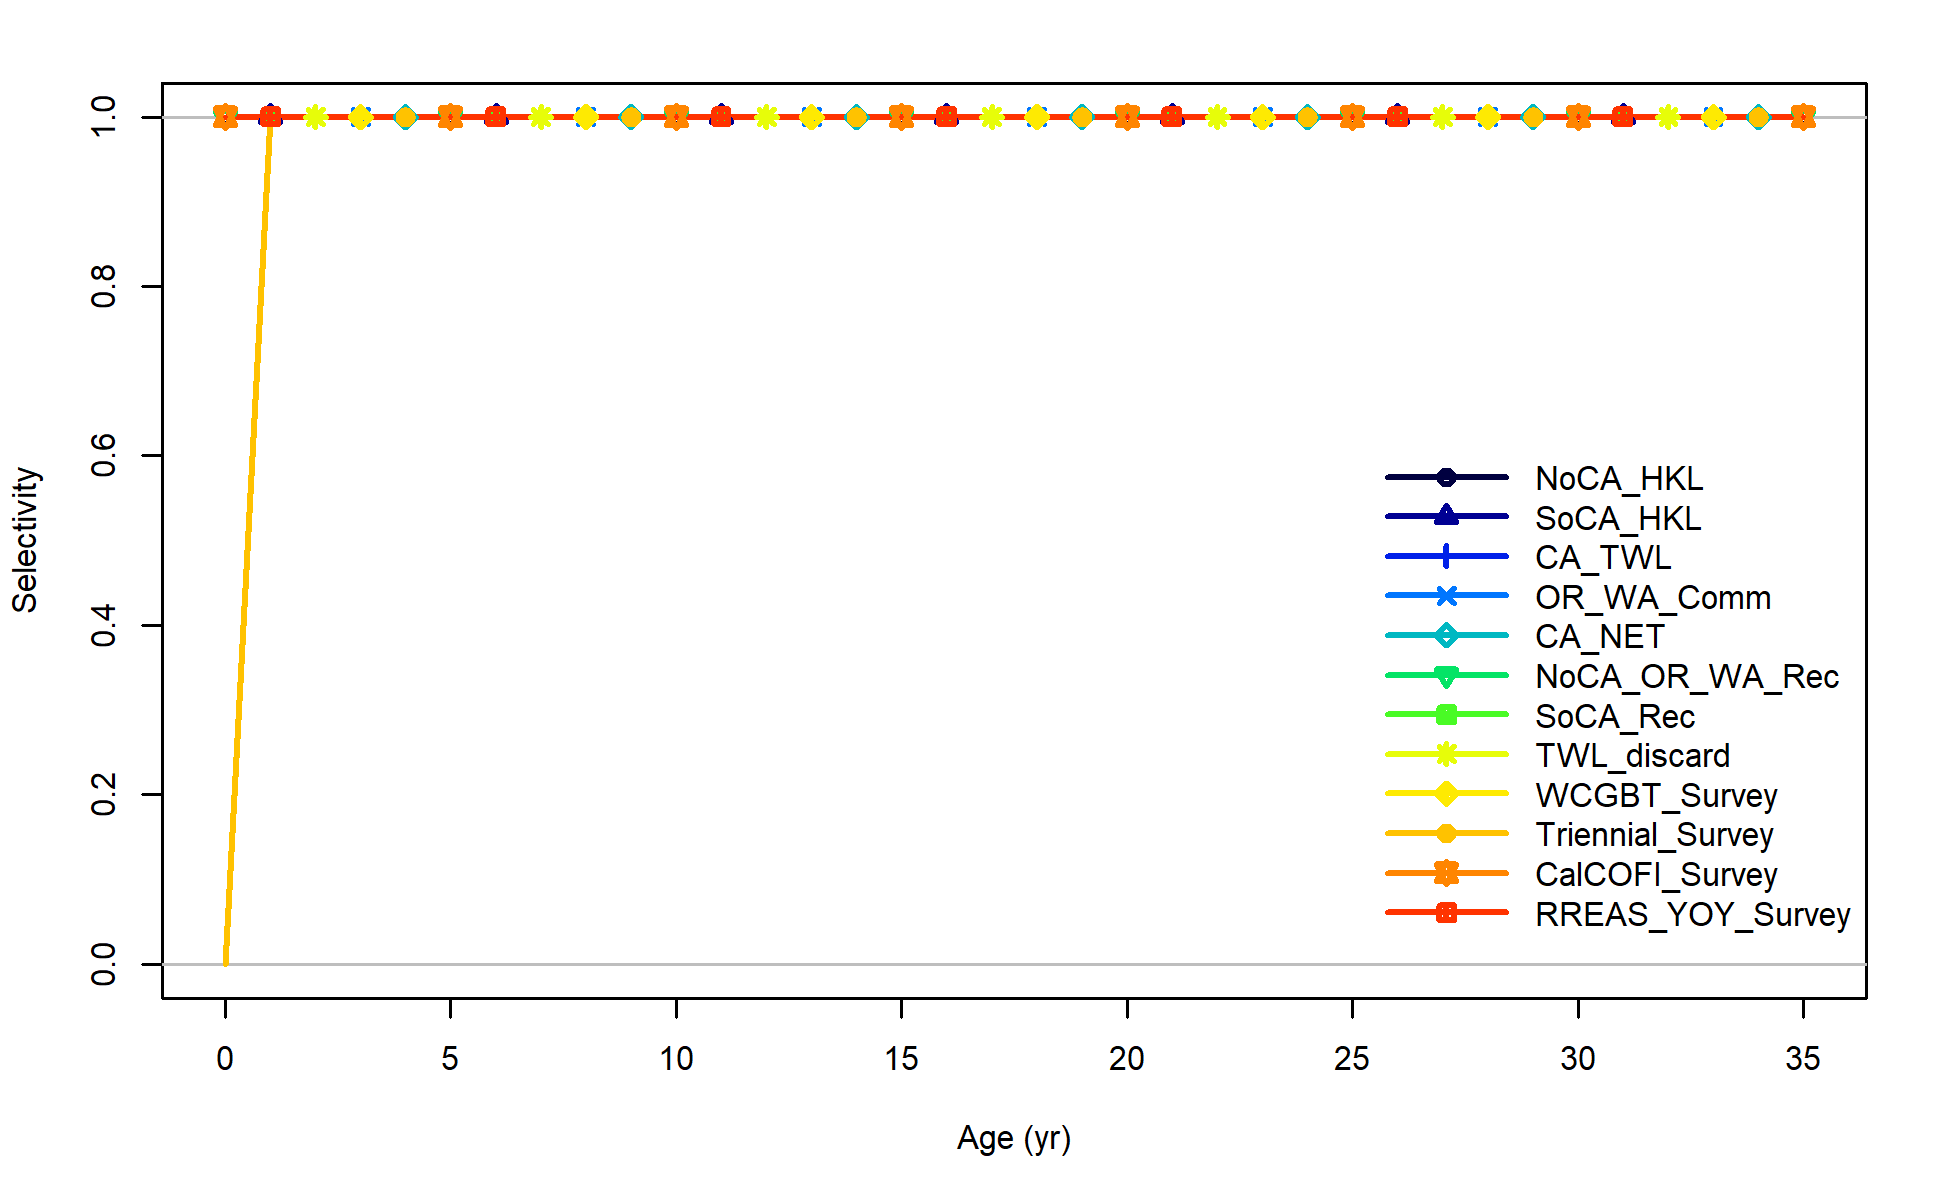 1.0
0.8
0.6
0.4
0.2
0.0
Selectivity
NoCA_HKL
SoCA_HKL
CA_TWL
OR_WA_Comm
CA_NET
NoCA_OR_WA_Rec
SoCA_Rec
TWL_discard
WCGBT_Survey
Triennial_Survey
CalCOFI_Survey
RREAS_YOY_Survey
0 5 10 15 20 25 30 35
Age (yr)